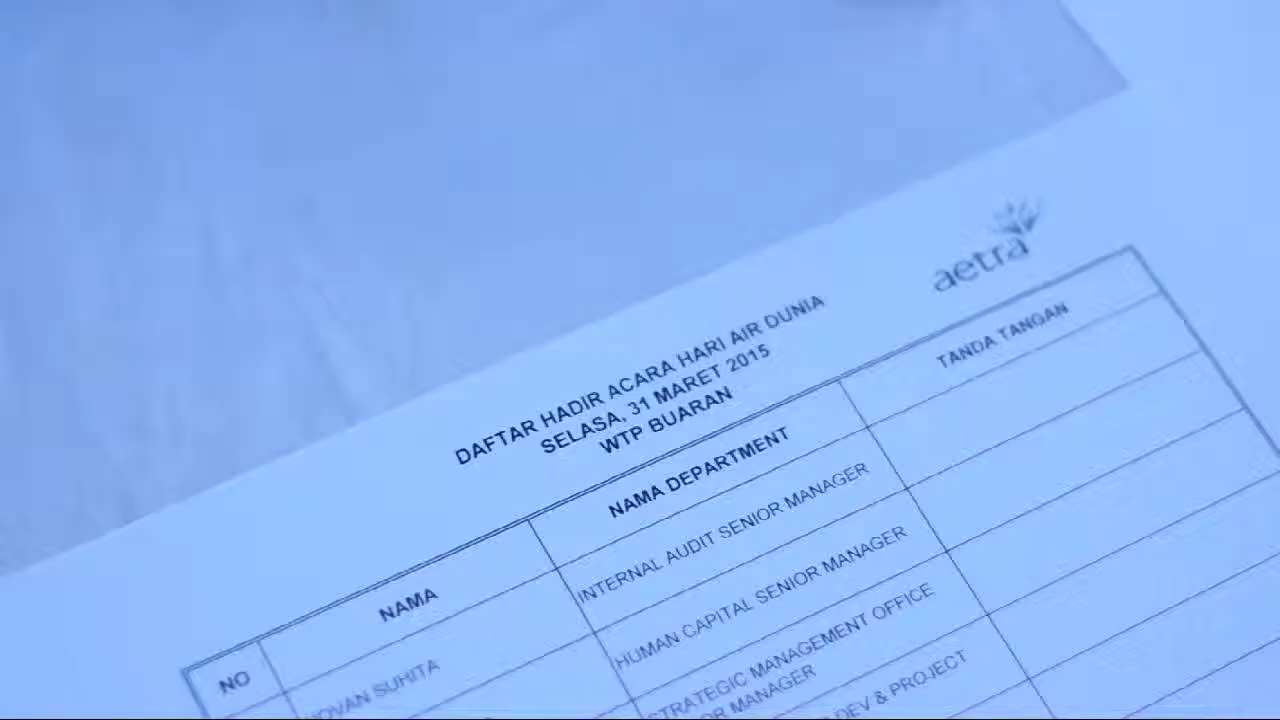 aetra
DAFTAR HADIR ACARA HARI AIR DUNIA
SELASA, 31 MARET 2015
WTP BUARAN
NO NAMA NAMA DEPARTMENT TANDA TANGAN
SUHITA INTERNAL AUDIT SENIOR MANAGER
HUMAN CAPITAL SENIOR MANAGER
STRATEGIC MANAGEMENT OFFICE
MANAGER
DEV & PROJECT